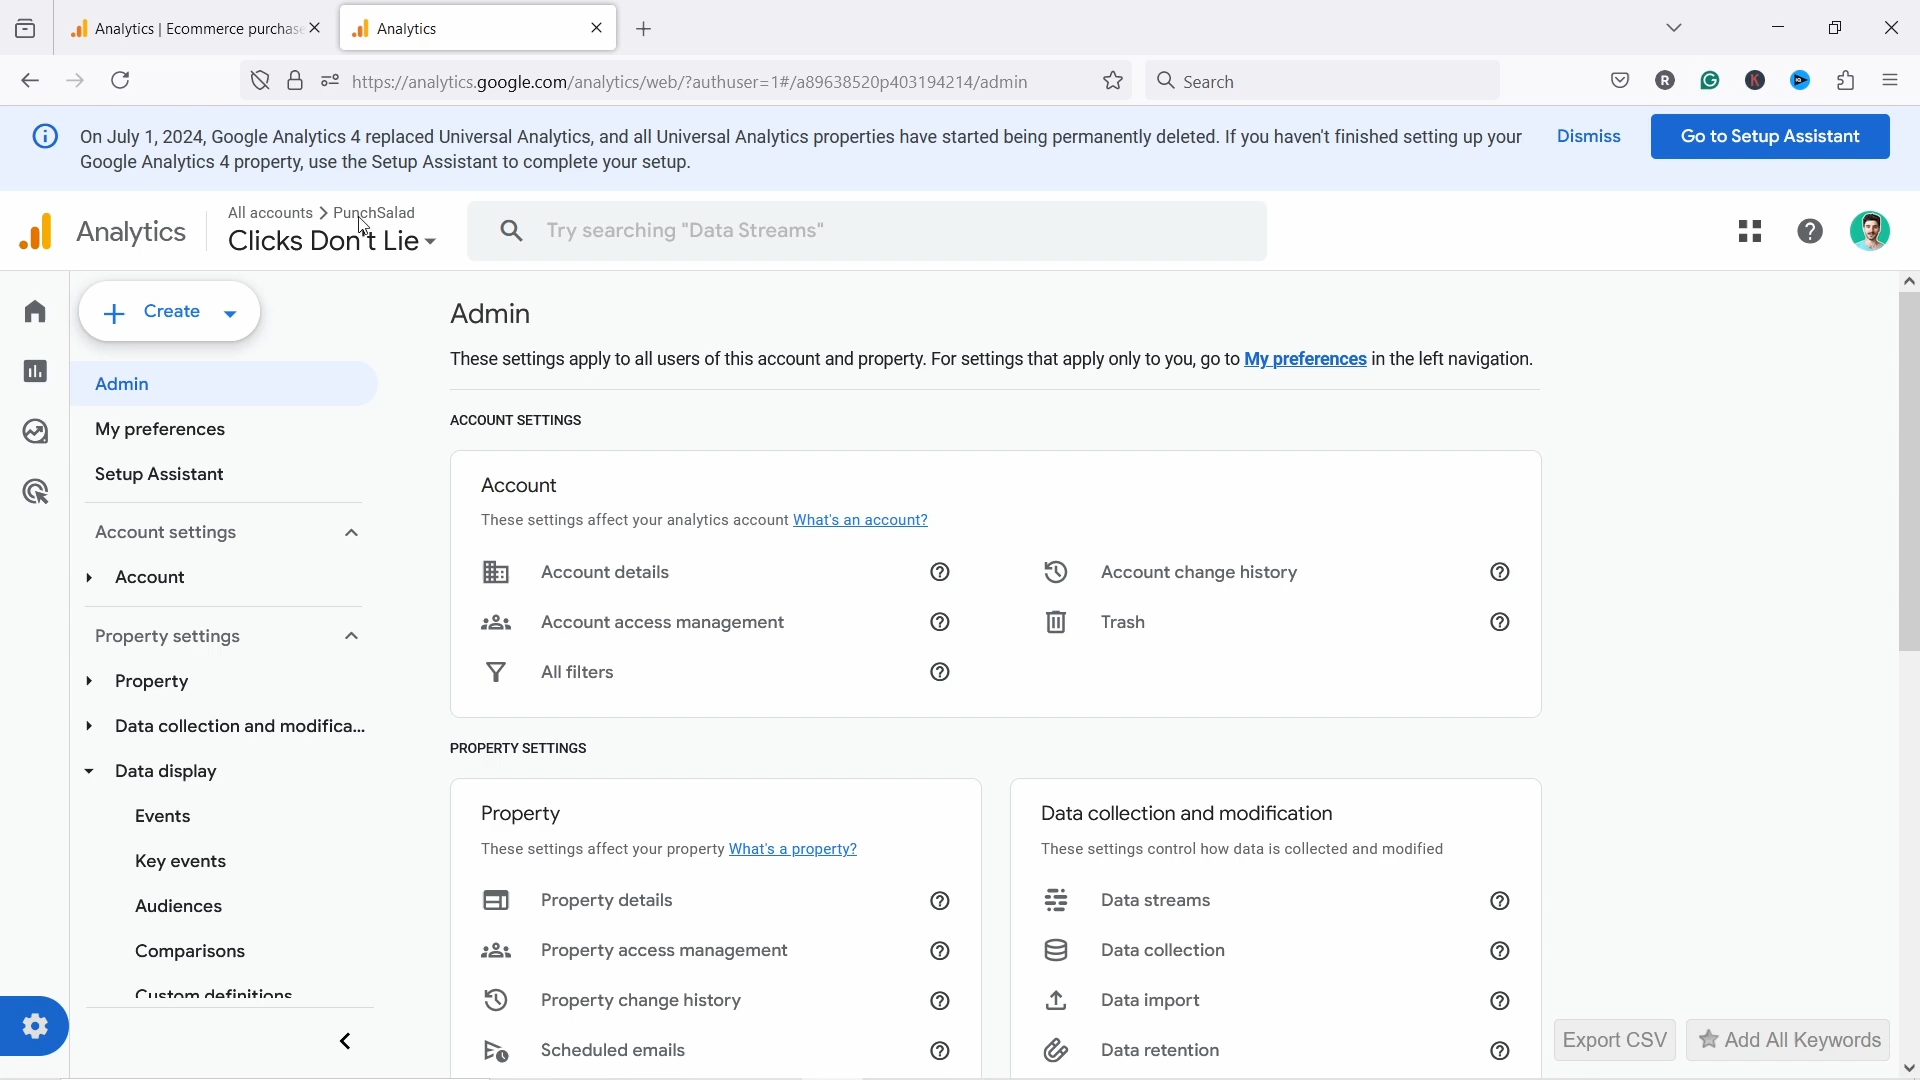 Analytics | Ecommerce purchase
Analytics
https://analytics.google.com/analytics/web/?authuser=1#/a89638520p403194214/admin
Search
On July 1, 2024, Google Analytics 4 replaced Universal Analytics, and all Universal Analytics properties have started being permanently deleted. If you haven't finished setting up your
Google Analytics 4 property, use the Setup Assistant to complete your setup.
Dismiss
Go to Setup Assistant
Analytics
All accounts > PunchSalad
Clicks Don't Lie
Try searching "Data Streams"
Create
Admin
My preferences
Setup Assistant
Account settings
Account
Property settings
Property
Data collection and modifica...
Data display
Events
Key events
Audiences
Comparisons
Custom definitions
Admin
These settings apply to all users of this account and property. For settings that apply only to you, go to My preferences in the left navigation.
ACCOUNT SETTINGS
Account
These settings affect your analytics account What's an account?
Account details
Account change history
Account access management
Trash
All filters
PROPERTY SETTINGS
Property
These settings affect your property What's a property?
Property details
Property access management
Property change history
Scheduled emails
Data collection and modification
These settings control how data is collected and modified
Data streams
Data collection
Data import
Data retention
Export CSV
Add All Keywords